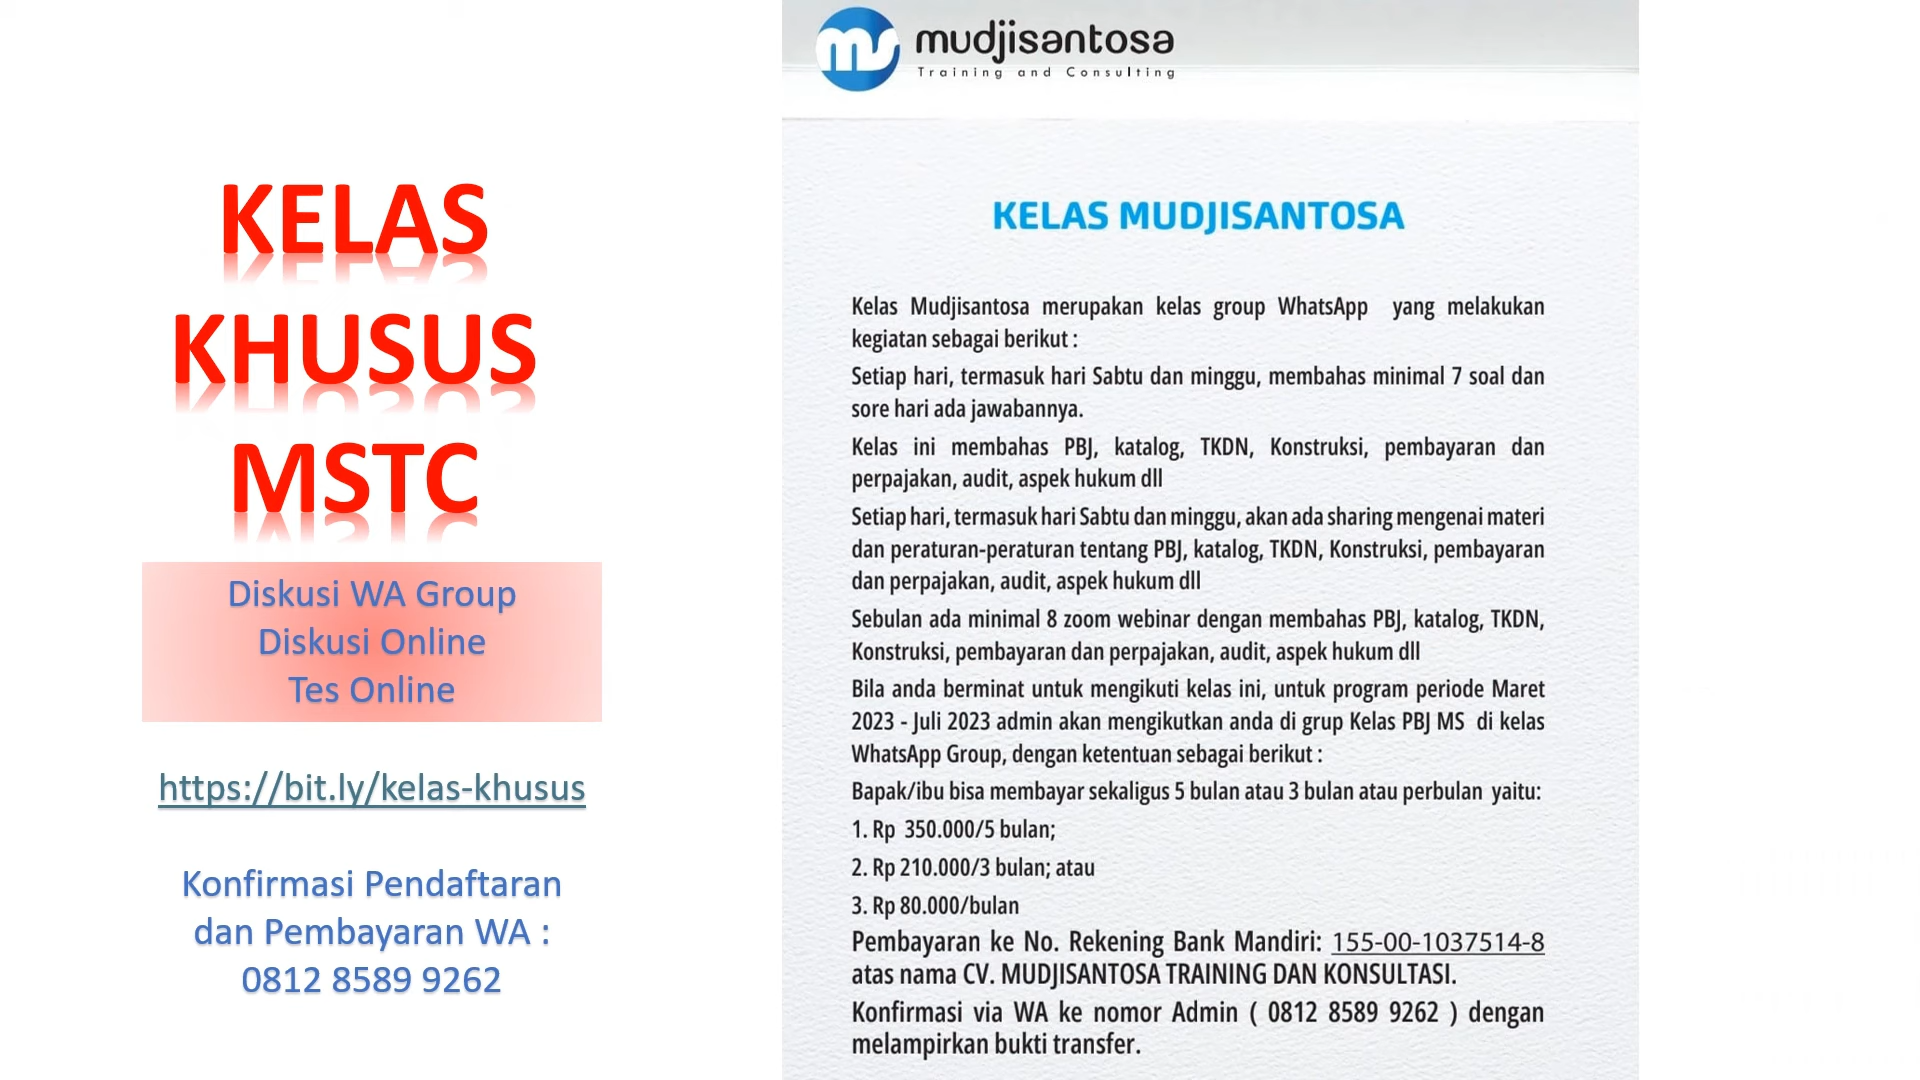 KELAS
KHUSUS
MSTC
Diskusi WA Group
Diskusi Online
Tes Online
https://bit.ly/kelas-khusus
Konfirmasi Pendaftaran
dan Pembayaran WA :
0812 8589 9262
ms mudjisantosa
Training and Consulting
KELAS MUDJISANTOSA
Kelas Mudjisantosa merupakan kelas group WhatsApp yang melakukan
kegiatan sebagai berikut :
Setiap hari, termasuk hari Sabtu dan minggu, membahas minimal 7 soal dan
sore hari ada jawabannya.
Kelas ini membahas PBJ, katalog, TKDN, Konstruksi, pembayaran dan
perpajakan, audit, aspek hukum dll
Setiap hari, termasuk hari Sabtu dan minggu, akan ada sharing mengenai materi
dan peraturan-peraturan tentang PBJ, katalog, TKDN, Konstruksi, pembayaran
dan perpajakan, audit, aspek hukum dll
Sebulan ada minimal 8 zoom webinar dengan membahas PBJ, katalog, TKDN,
Konstruksi, pembayaran dan perpajakan, audit, aspek hukum dll
Bila anda berminat untuk mengikuti kelas ini, untuk program periode Maret
2023 - Juli 2023 admin akan mengikutkan anda di grup Kelas PBJ MS di kelas
WhatsApp Group, dengan ketentuan sebagai berikut :
Bapak/ibu bisa membayar sekaligus 5 bulan atau 3 bulan atau perbulan yaitu:
1. Rp 350.000/5 bulan;
2. Rp 210.000/3 bulan; atau
3. Rp 80.000/bulan
Pembayaran ke No. Rekening Bank Mandiri: 155-00-1037514-8
atas nama CV. MUDJISANTOSA TRAINING DAN KONSULTASI.
Konfirmasi via WA ke nomor Admin ( 0812 8589 9262 ) dengan
melampirkan bukti transfer.